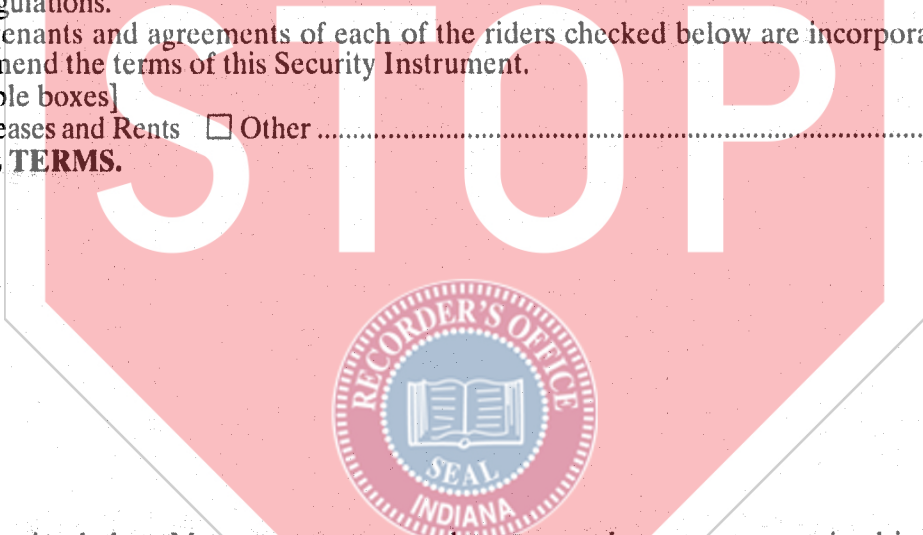 gulations.
enants and agreements of each of the riders checked below are incorpora
nend the terms of this Security Instrument.
ble boxes]
eases and Rents ☐ Other
TERMS.
STOP
RECORDER'S OFFICE
SEAL
INDIANA